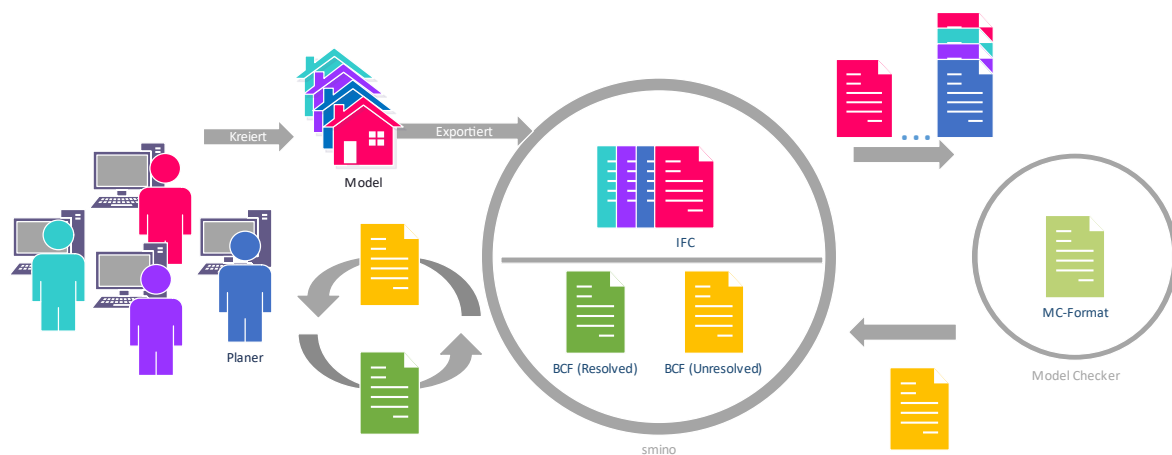 Kreiert
Exportiert
Model
...
IFC
BCF (Resolved)
BCF (Unresolved)
Planer
MC-Format
Model Checker
smino